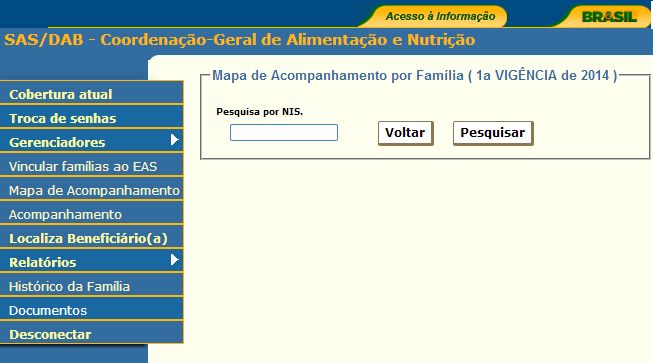 Acesso à Informação
BRASIL
SAS/DAB - Coordenação-Geral de Alimentação e Nutrição
Cobertura atual
Troca de senhas
Gerenciadores
Vincular famílias ao EAS
Mapa de Acompanhamento
Acompanhamento
Localiza Beneficiário(a)
Relatórios
Histórico da Família
Documentos
Desconectar
Mapa de Acompanhamento por Família ( 1a VIGÊNCIA de 2014 )
Pesquisa por NIS.
Voltar Pesquisar